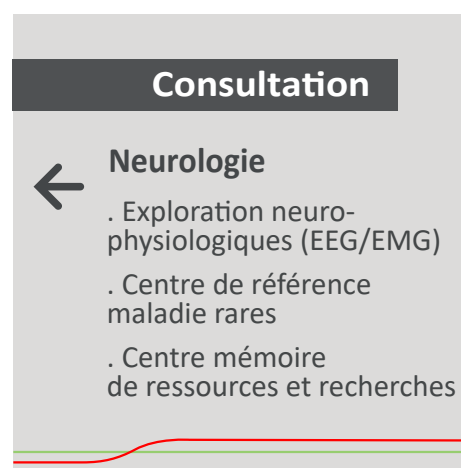 Consultation
Neurologie
. Exploration neuro-
physiologiques (EEG/EMG)
. Centre de référence
maladie rares
. Centre mémoire
de ressources et recherches